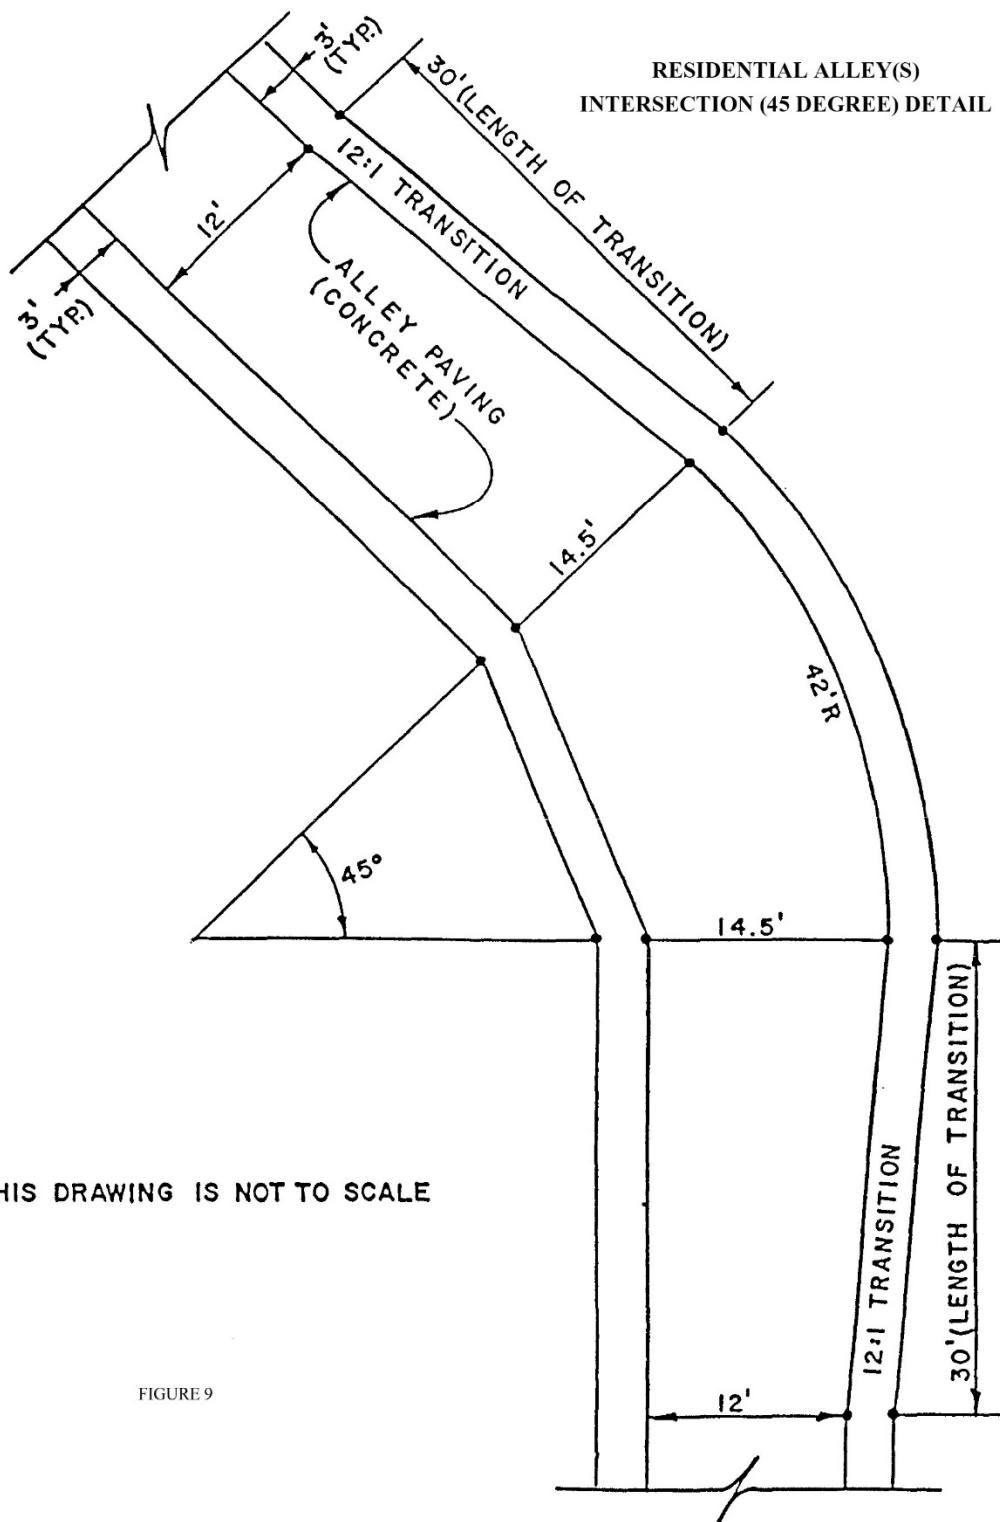 RESIDENTIAL ALLEY(S)
INTERSECTION (45 DEGREE) DETAIL
3'
(TYP.)
30'(LENGTH OF TRANSITION)
12:1 TRANSITION
12'
ALLEY PAVING
(CONCRETE)
3'
(TYP.)
14.5'
42'R
45°
14.5'
30'(LENGTH OF TRANSITION)
12:1 TRANSITION
HIS DRAWING IS NOT TO SCALE
FIGURE 9
12'